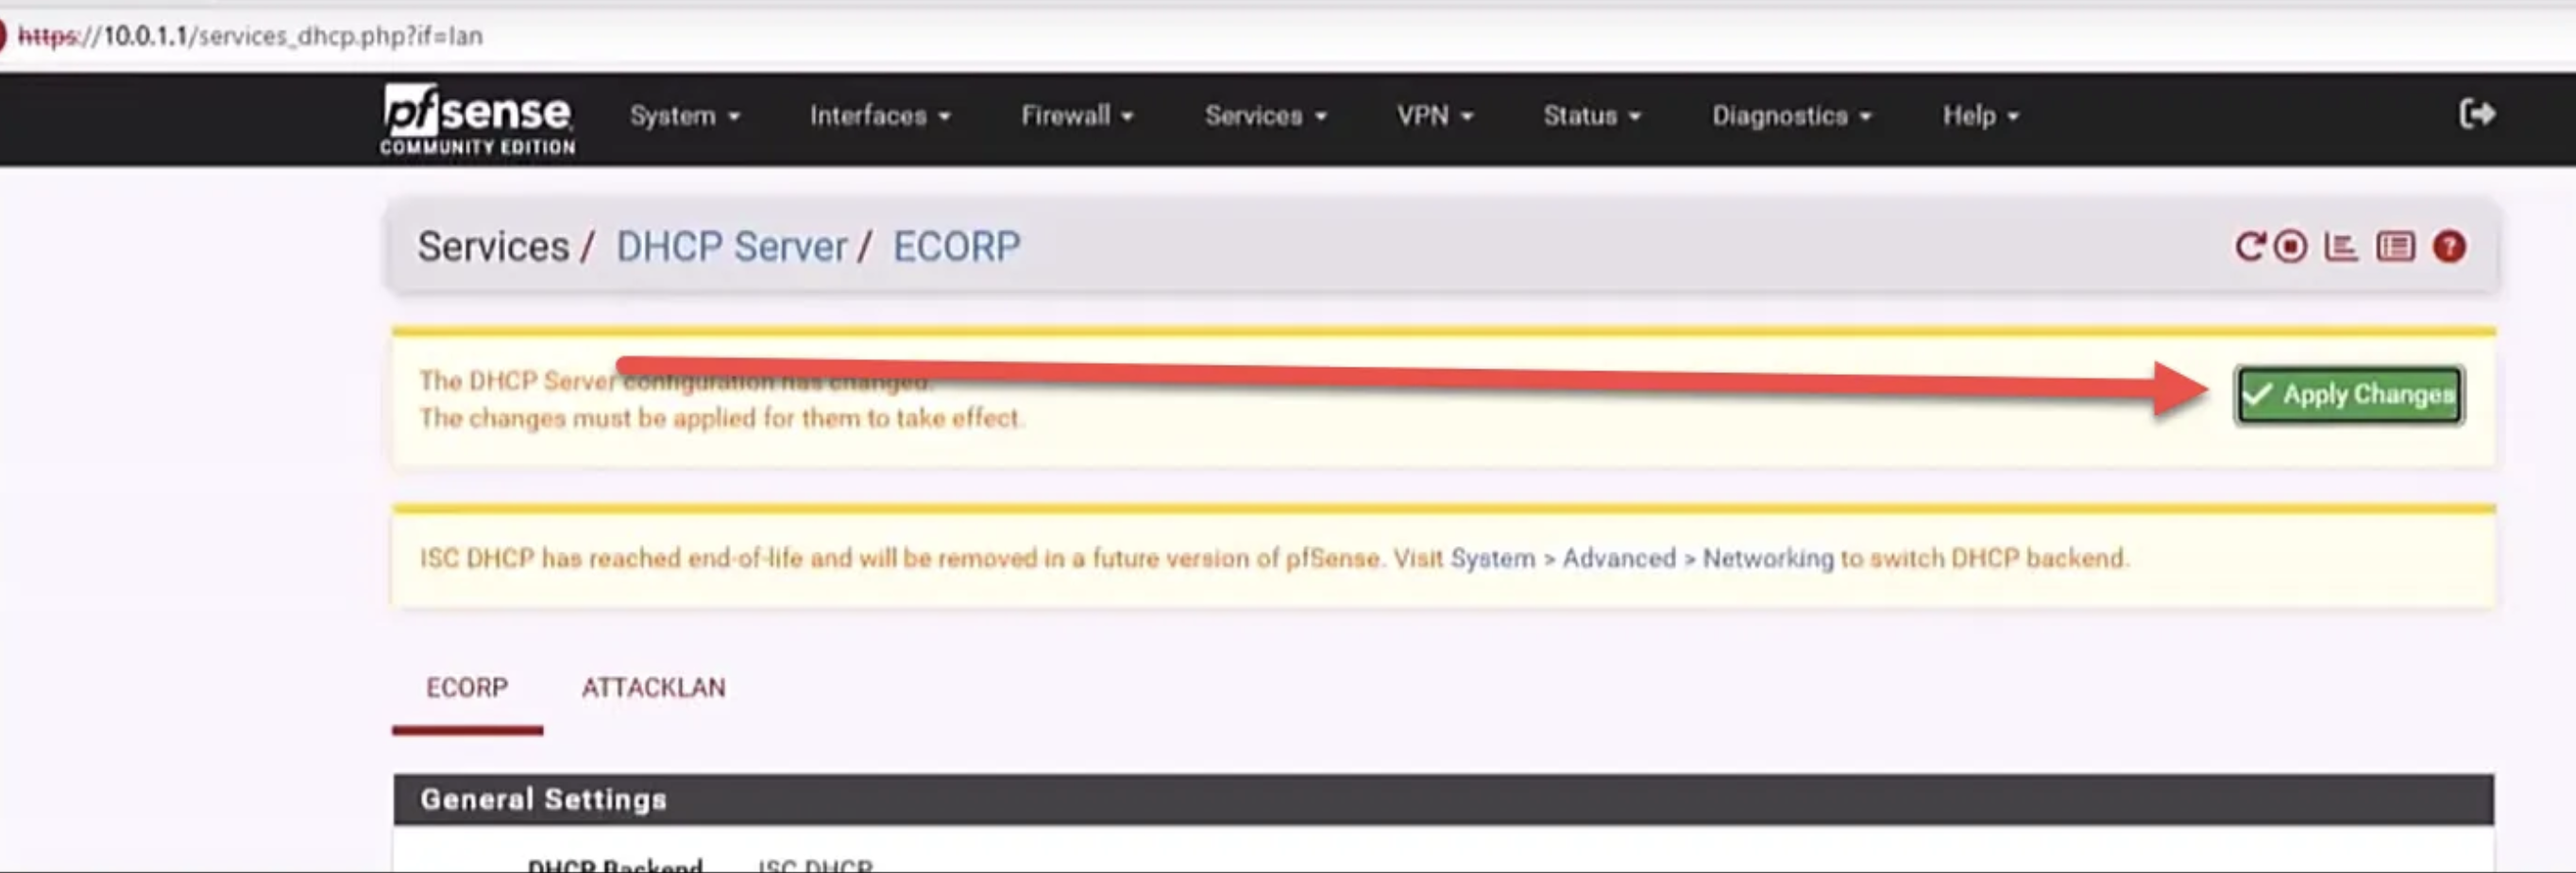 https://10.0.1.1/services_dhcp.php?if=lan
pfsense
COMMUNITY EDITION
System
Interfaces
Firewall
Services
VPN
Status
Diagnostics
Help
Services / DHCP Server / ECORP
?
The DHCP Server configuration has changed.
The changes must be applied for them to take effect.
Apply Changes
ISC DHCP has reached end-of-life and will be removed in a future version of pfSense. Visit System > Advanced > Networking to switch DHCP backend.
ECORP
ATTACKLAN
General Settings
DHCP Backend
ISC DHCP